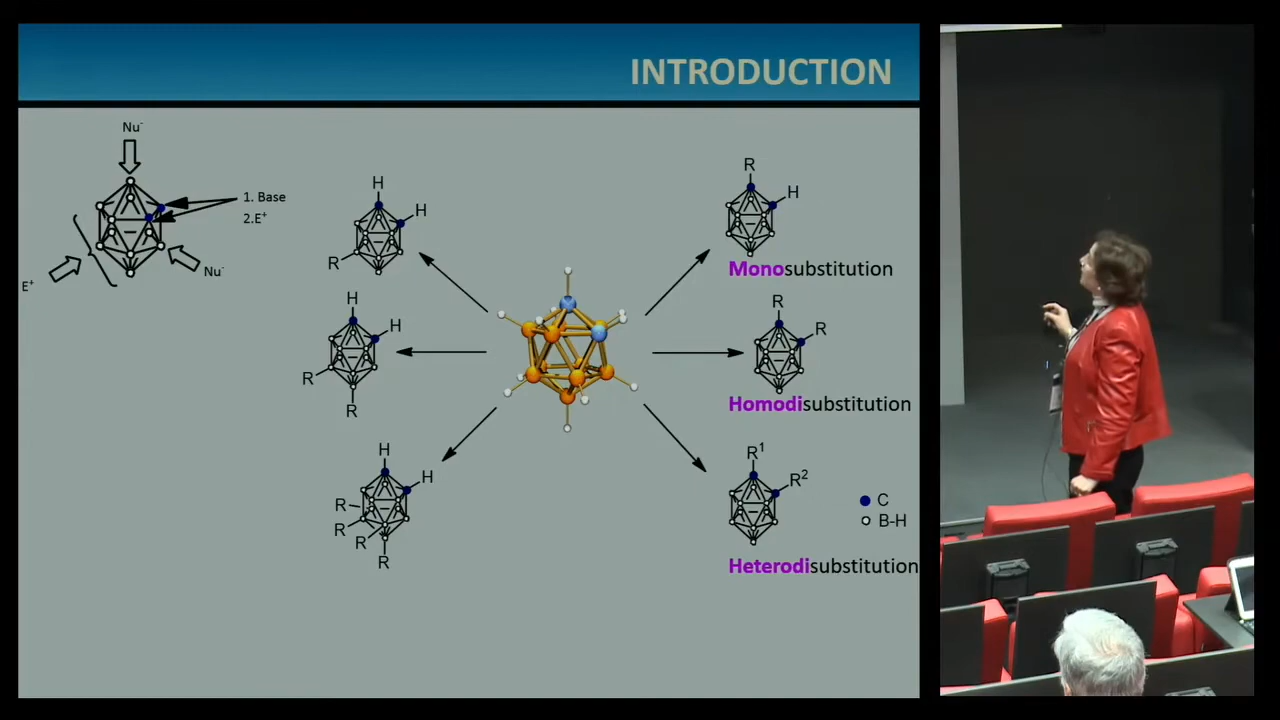 INTRODUCTION
Nu-
1. Base
2.E+
Nu-
E+
H
H
R
H
H
R
R
H
H
R
R
R
R
R
H
Monosubstitution
R
R
Homodisubstitution
R1
R2
C
B-H
Heterodisubstitution